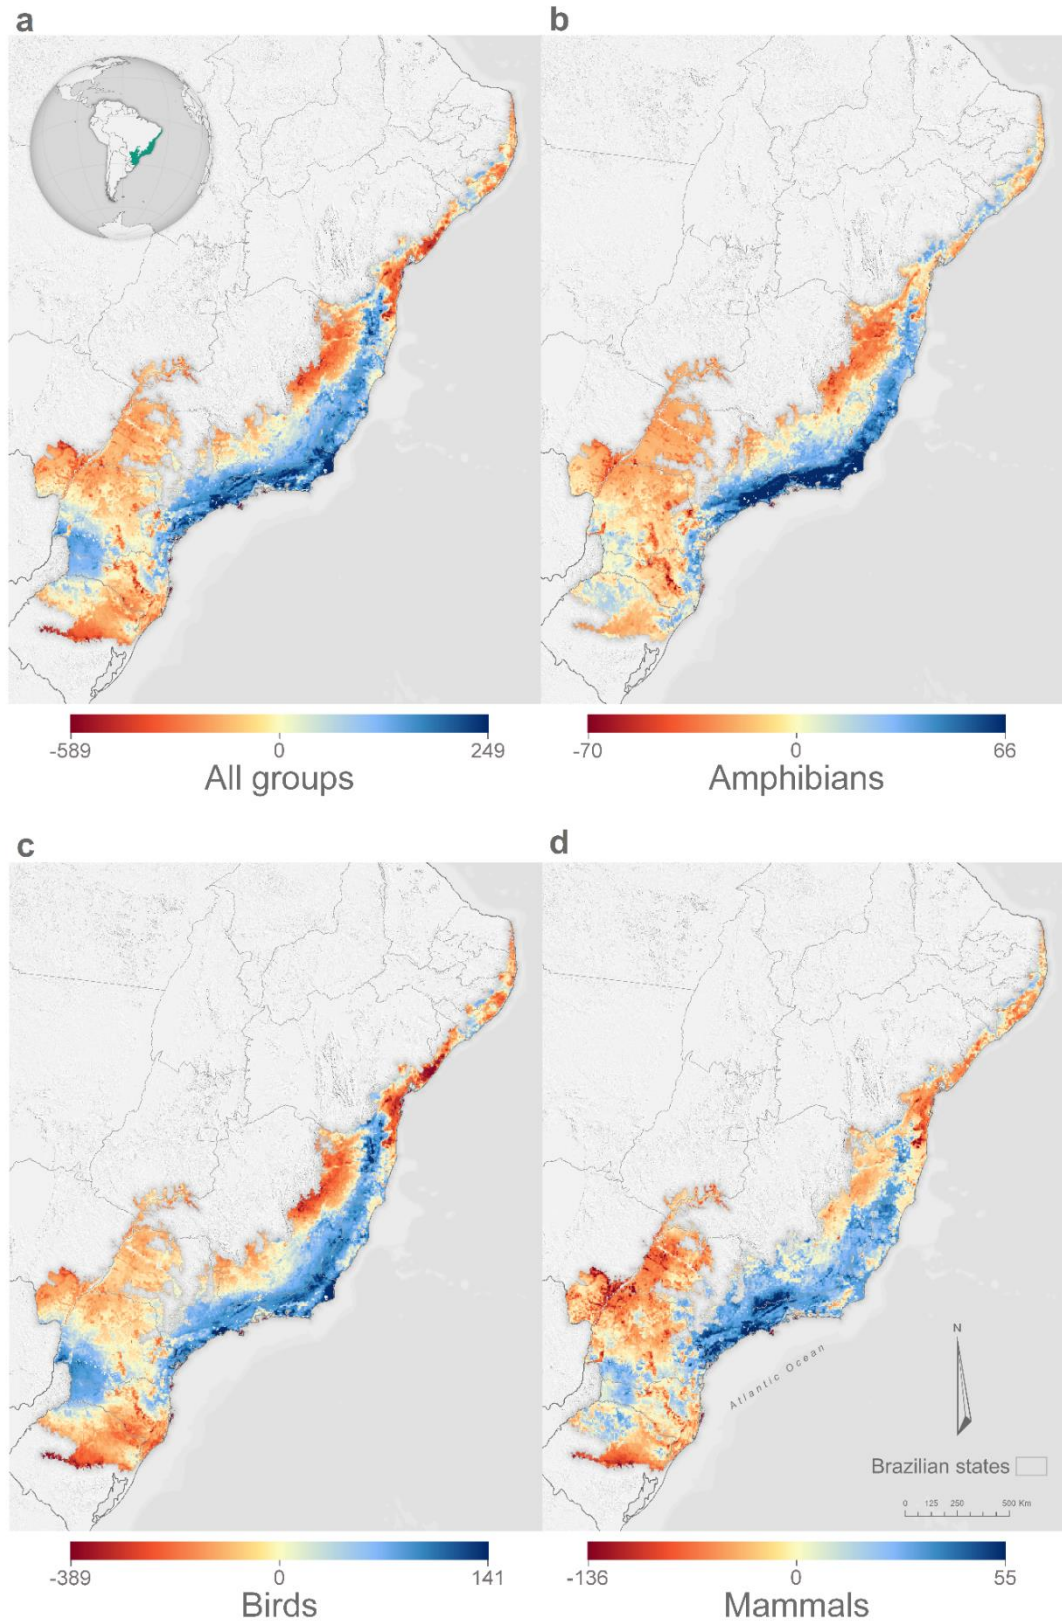 a
b
-589 0 249
All groups
-70 0 66
Amphibians
c
d
Atlantic Ocean
N
Brazilian states
0 125 250 500 Km
-389 0 141
Birds
-136 0 55
Mammals